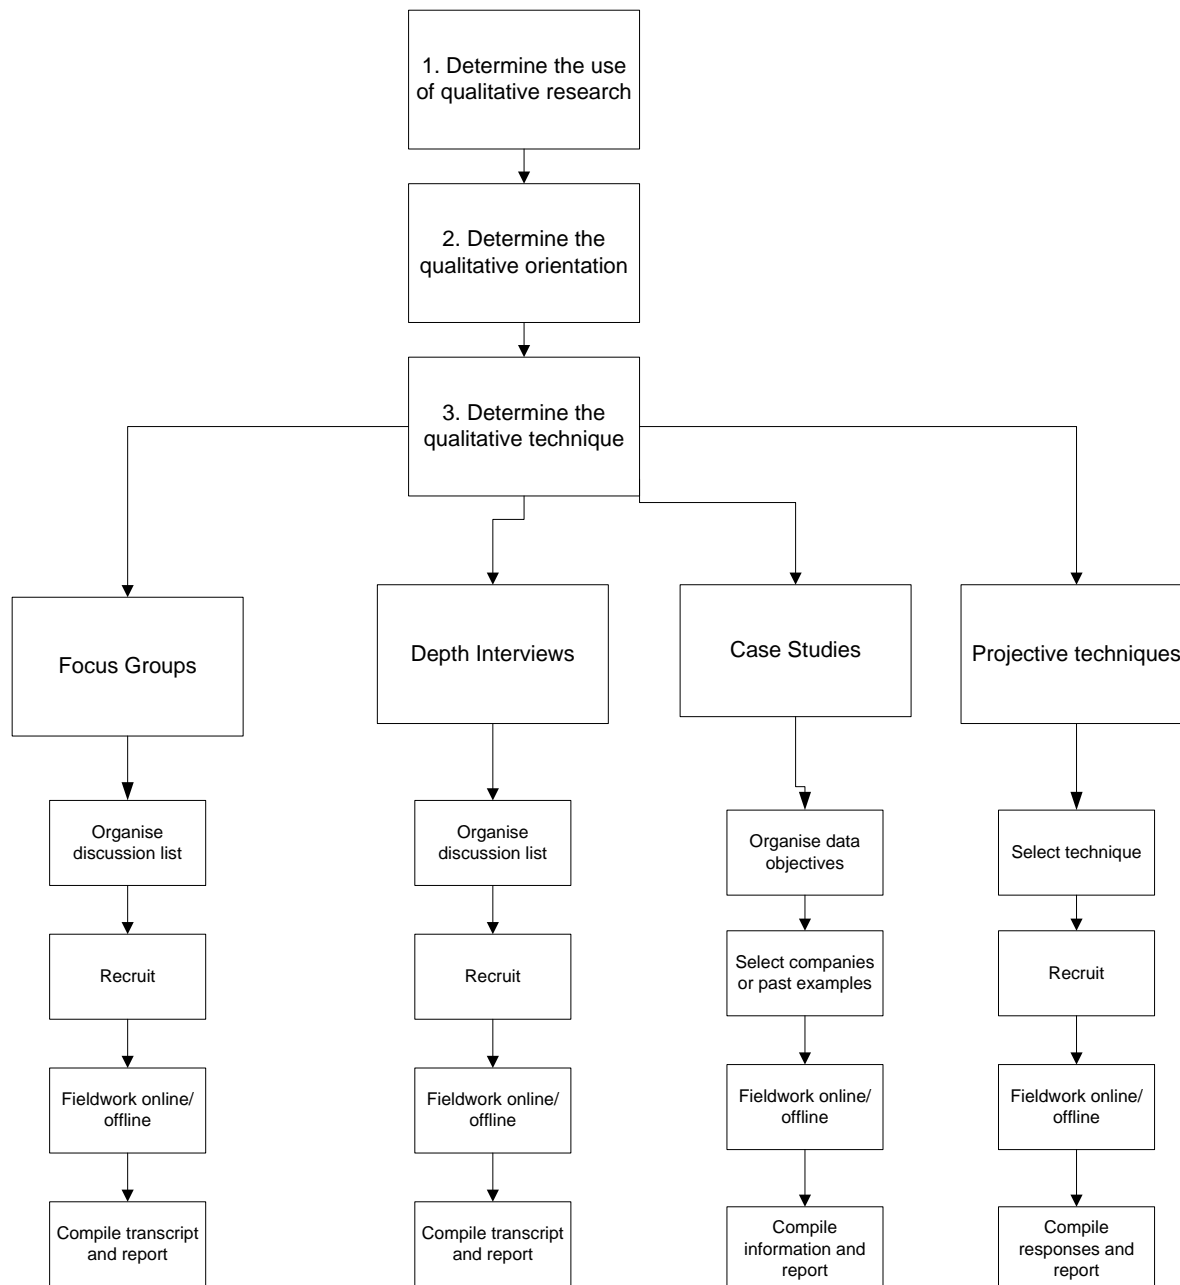 1. Determine the use
of qualitative research
2. Determine the
qualitative orientation
3. Determine the
qualitative technique
Focus Groups
Depth Interviews
Case Studies
Projective techniques
Organise
discussion list
Organise
discussion list
Organise data
objectives
Select technique
Recruit
Recruit
Select companies
or past examples
Recruit
Fieldwork online/
offline
Fieldwork online/
offline
Fieldwork online/
offline
Fieldwork online/
offline
Compile transcript
and report
Compile transcript
and report
Compile
information and
report
Compile
responses and
report